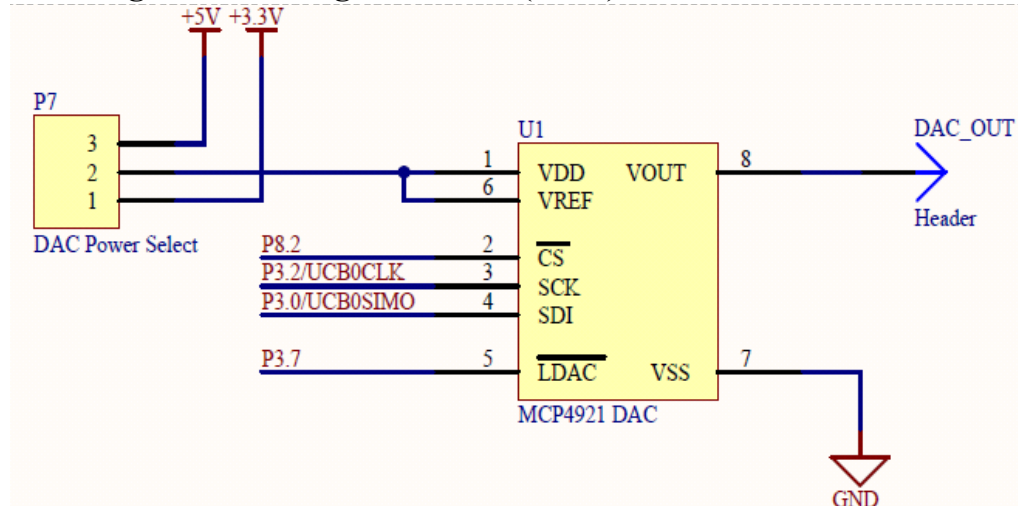 +5V +3.3V
P7
3
2
1
DAC Power Select
U1
1 VDD VOUT 8
6 VREF
P8.2 2 CS
P3.2/UCB0CLK 3 SCK
P3.0/UCB0SIMO 4 SDI
P3.7 5 LDAC VSS 7
MCP4921 DAC
DAC_OUT
Header
GND